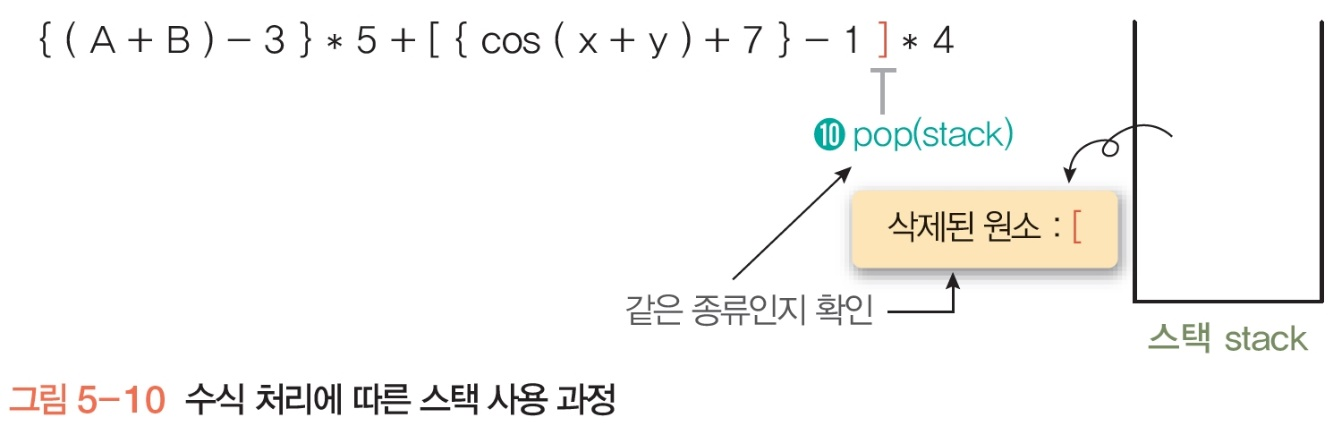 { ( A + B ) − 3 } * 5 + [ { cos ( x + y ) + 7 } − 1 ] * 4
❿ pop(stack)
삭제된 원소 : [
같은 종류인지 확인
스택 stack
그림 5-10 수식 처리에 따른 스택 사용 과정